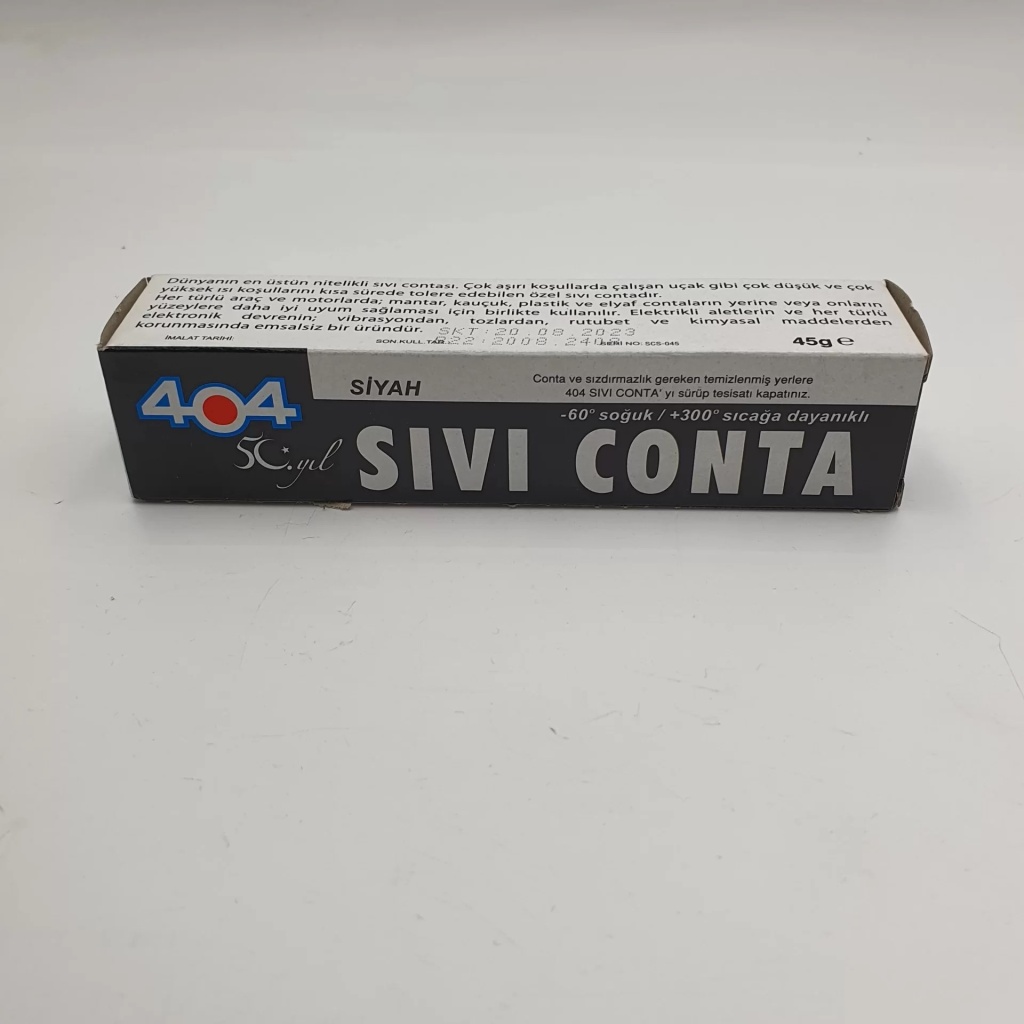 Dünyanın en üstün nitelikli sıvı contası. Çok aşırı koşullarda çalışan uçak gibi çok düşük ve çok
yüksek ısı koşullarını kısa sürede tolere edebilen özel sıvı contadır.
Her türlü araç ve motorlarda; mantar, kauçuk, plastik ve elyaf contaların yerine veya onların
yüzeylere daha iyi uyum sağlaması için birlikte kullanılır. Elektrikli aletlerin ve her türlü
elektronik devrenin; vibrasyondan, tozlardan, rutubet ve kimyasal maddelerden
korunmasında emsalsiz bir üründür.
SKT:20.08.2023
İMALAT TARİHİ:
SON.KULL.TAR.
SERİ NO: SCS-045
45g e
404
50.yıl
SİYAH
Conta ve sızdırmazlık gereken temizlenmiş yerlere
404 SIVI CONTA' yı sürüp tesisatı kapatınız.
-60° soğuk / +300° sıcağa dayanıklı
SIVI CONTA